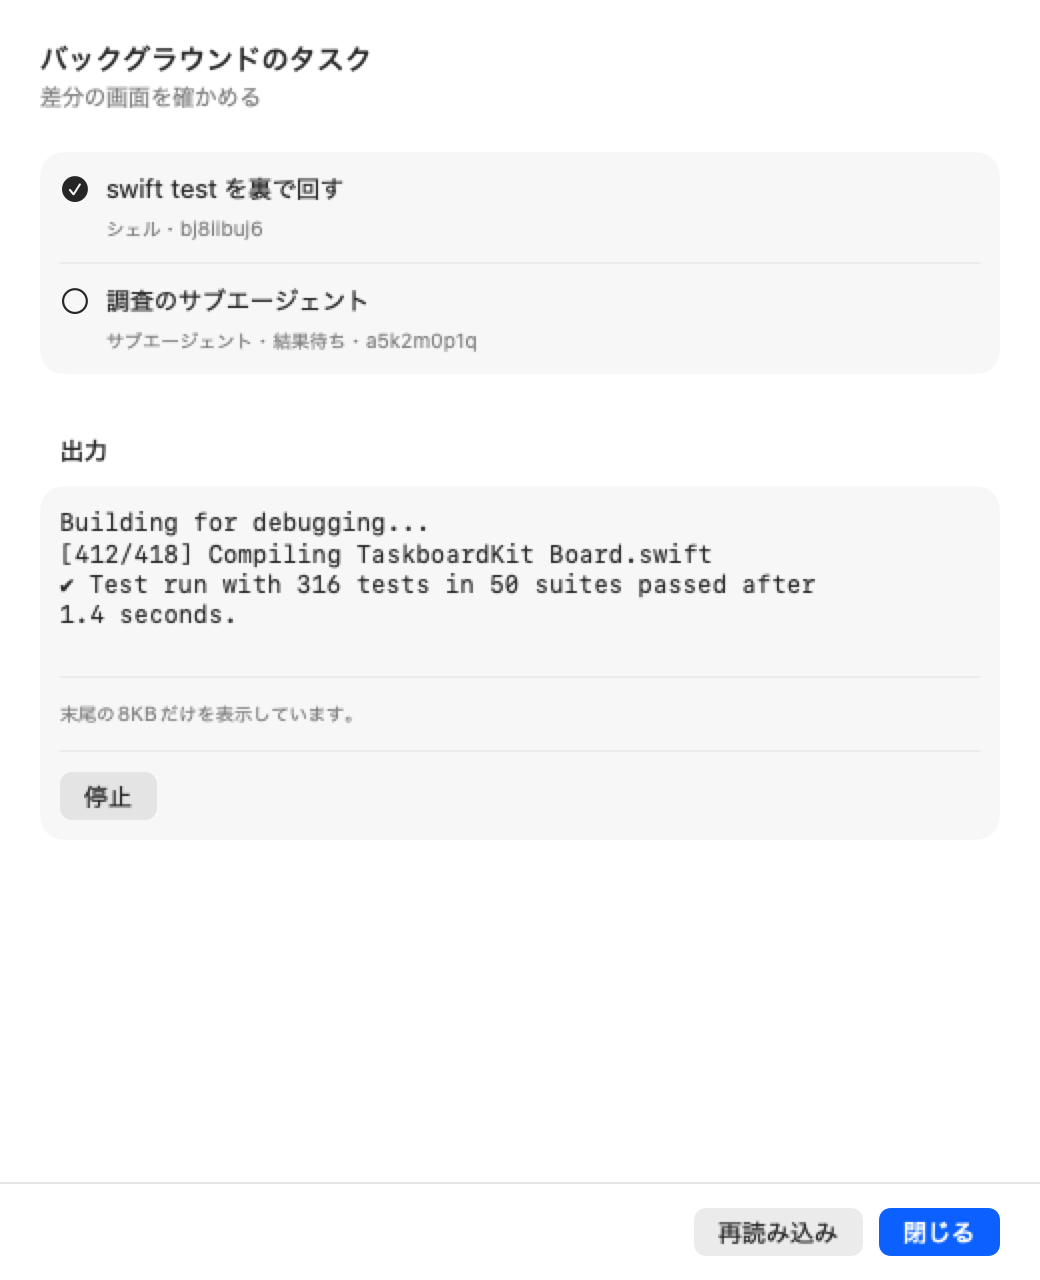 バックグラウンドのタスク
差分の画面を確かめる
swift test を裏で回す
シェル・bj8iibuj6
調査のサブエージェント
サブエージェント・結果待ち・a5k2m0p1q
出力
Building for debugging...
[412/418] Compiling TaskboardKit Board.swift
✔ Test run with 316 tests in 50 suites passed after
1.4 seconds.
末尾の8KBだけを表示しています。
停止
再読み込み
閉じる